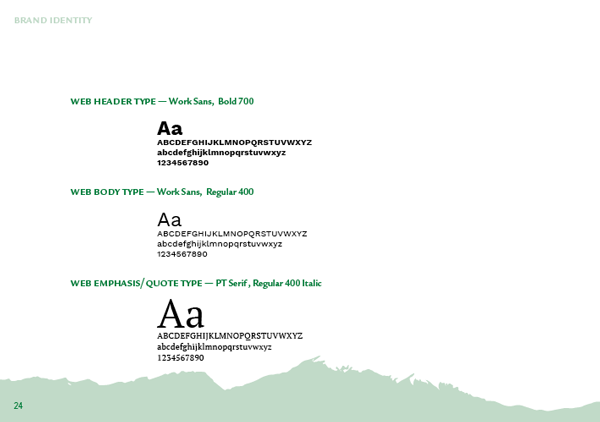 BRAND IDENTITY
WEB HEADER TYPE — Work Sans, Bold 700
Aa
ABCDEFGHIJKLMNOPQRSTUVWXYZ
abcdefghijklmnopqrstuvwxyz
1234567890
WEB BODY TYPE — Work Sans, Regular 400
Aa
ABCDEFGHIJKLMNOPQRSTUVWXYZ
abcdefghijklmnopqrstuvwxyz
1234567890
WEB EMPHASIS/QUOTE TYPE — PT Serif, Regular 400 Italic
Aa
ABCDEFGHIJKLMNOPQRSTUVWXYZ
abcdefghijklmnopqrstuvwxyz
1234567890
24